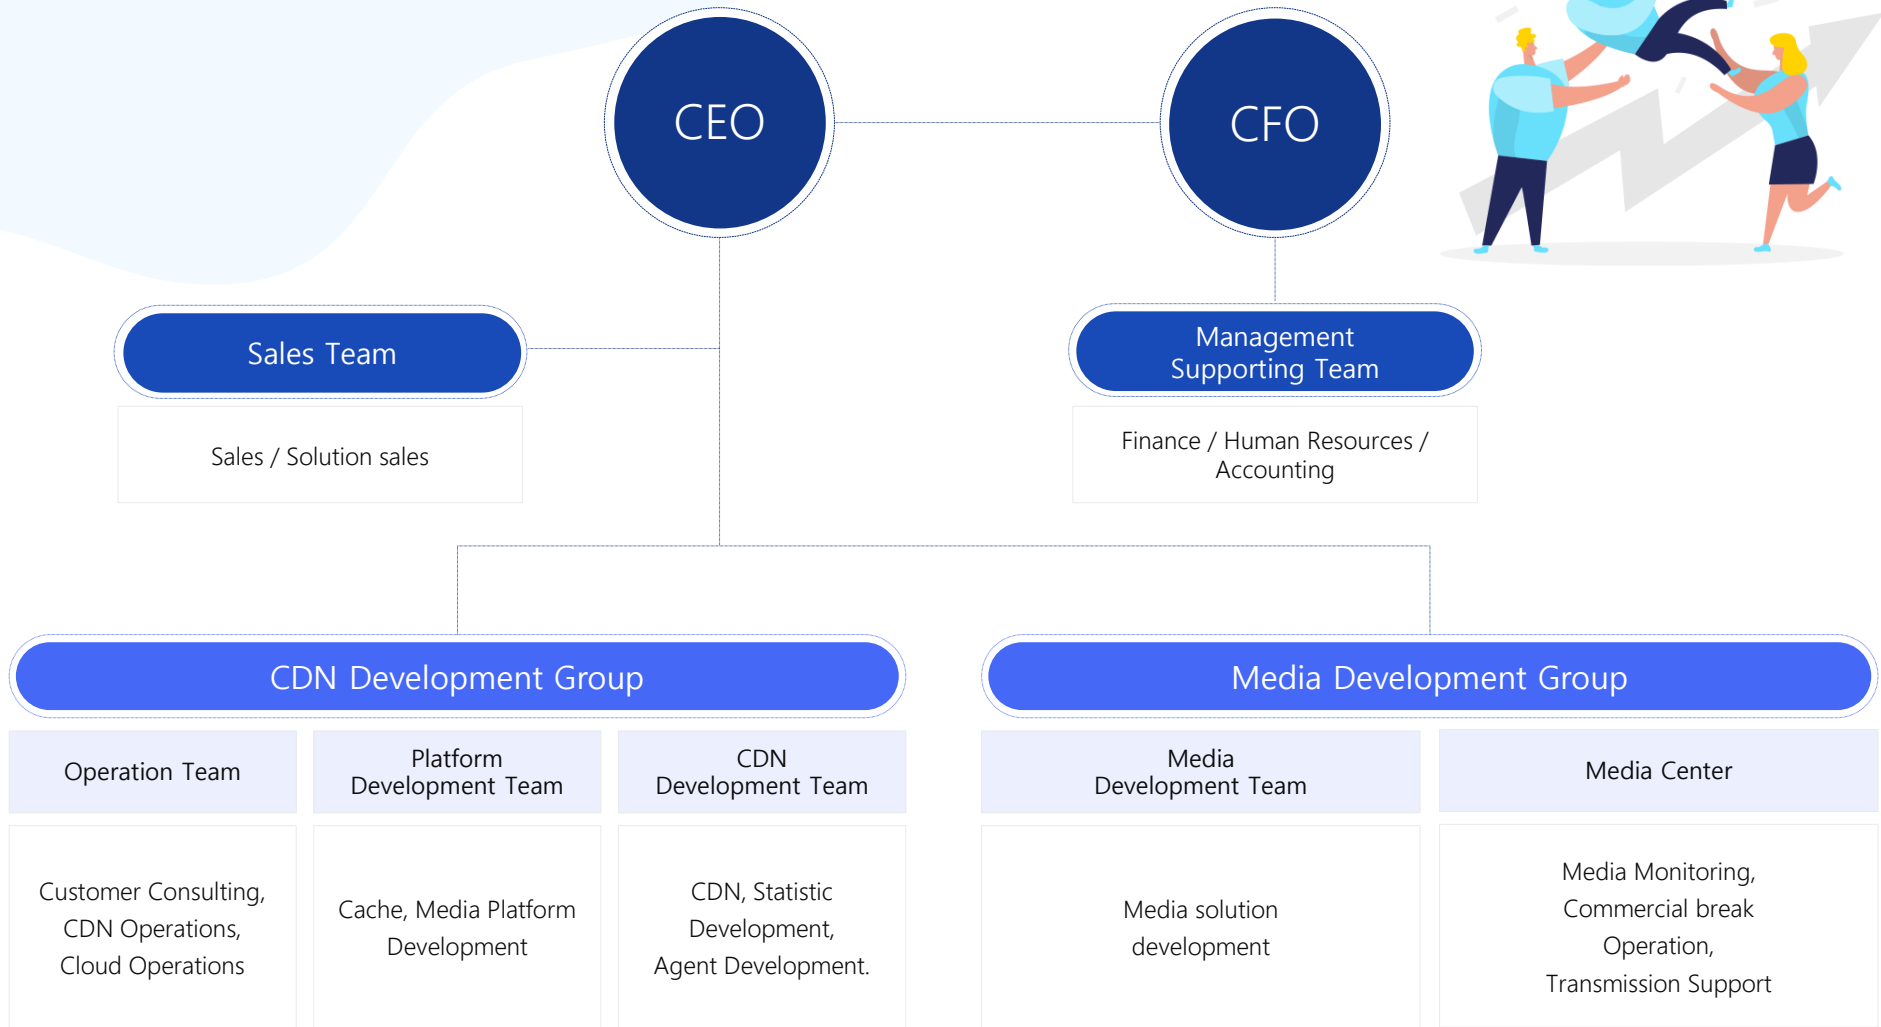 CEO
CFO
Sales Team
Management
Supporting Team
Sales / Solution sales
Finance / Human Resources /
Accounting
CDN Development Group
Media Development Group
Operation Team
Platform
Development Team
CDN
Development Team
Media
Development Team
Media Center
Customer Consulting,
CDN Operations,
Cloud Operations
Cache, Media Platform
Development
CDN, Statistic
Development,
Agent Development.
Media solution
development
Media Monitoring,
Commercial break
Operation,
Transmission Support